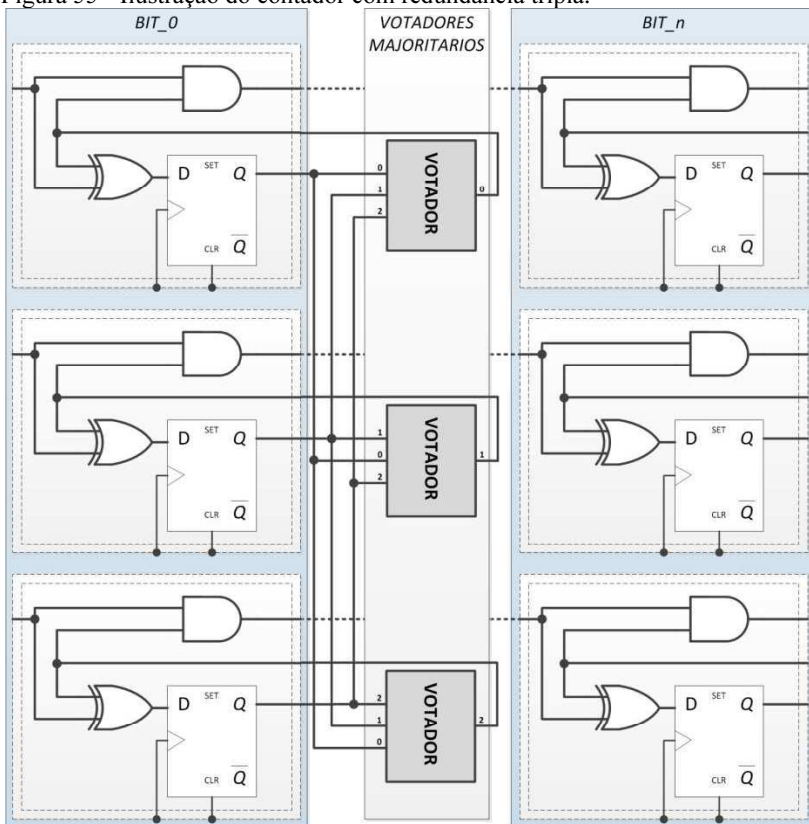 Figura 55 - Ilustração do contador com redundância tripla.
BIT_0
VOTADORES
MAJORITARIOS
BIT_n
D
SET
Q
CLR
Q
0
1
2
VOTADOR
0
D
SET
Q
CLR
Q
D
SET
Q
CLR
Q
1
0
2
VOTADOR
1
D
SET
Q
CLR
Q
D
SET
Q
CLR
Q
2
1
0
VOTADOR
2
D
SET
Q
CLR
Q